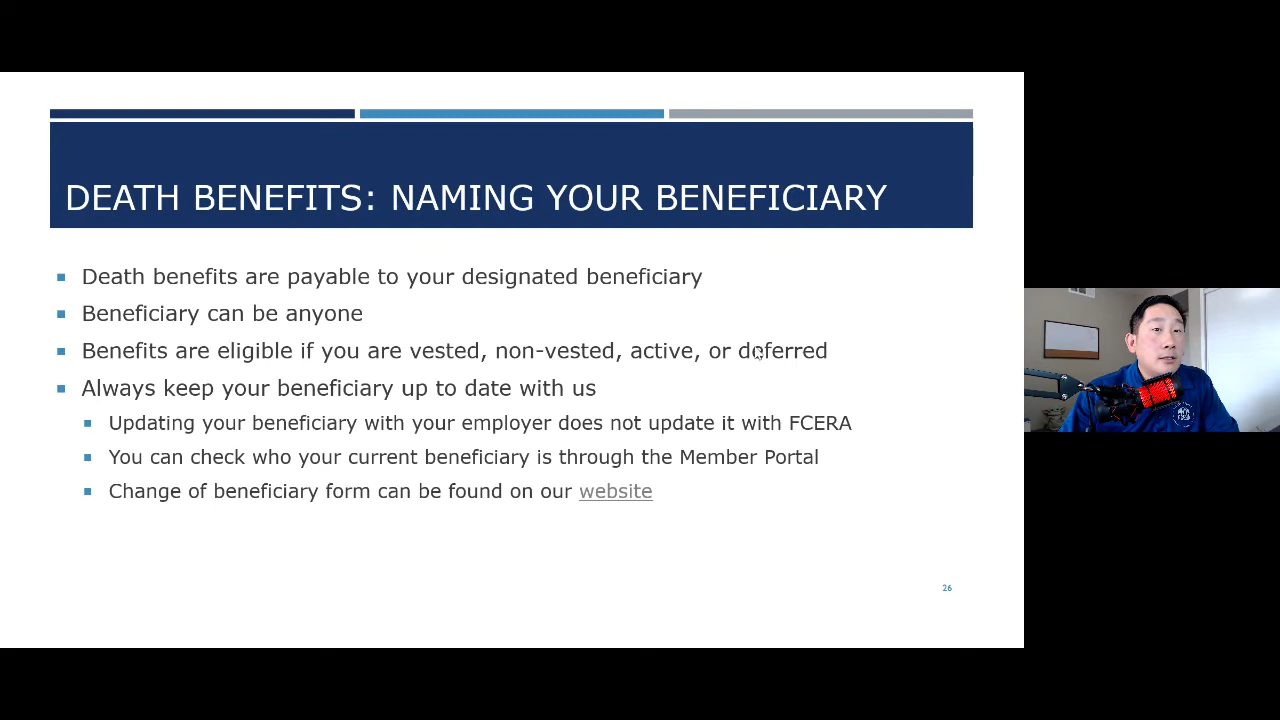 DEATH BENEFITS: NAMING YOUR BENEFICIARY
Death benefits are payable to your designated beneficiary
Beneficiary can be anyone
Benefits are eligible if you are vested, non-vested, active, or deferred
Always keep your beneficiary up to date with us
Updating your beneficiary with your employer does not update it with FCERA
You can check who your current beneficiary is through the Member Portal
Change of beneficiary form can be found on our website
26